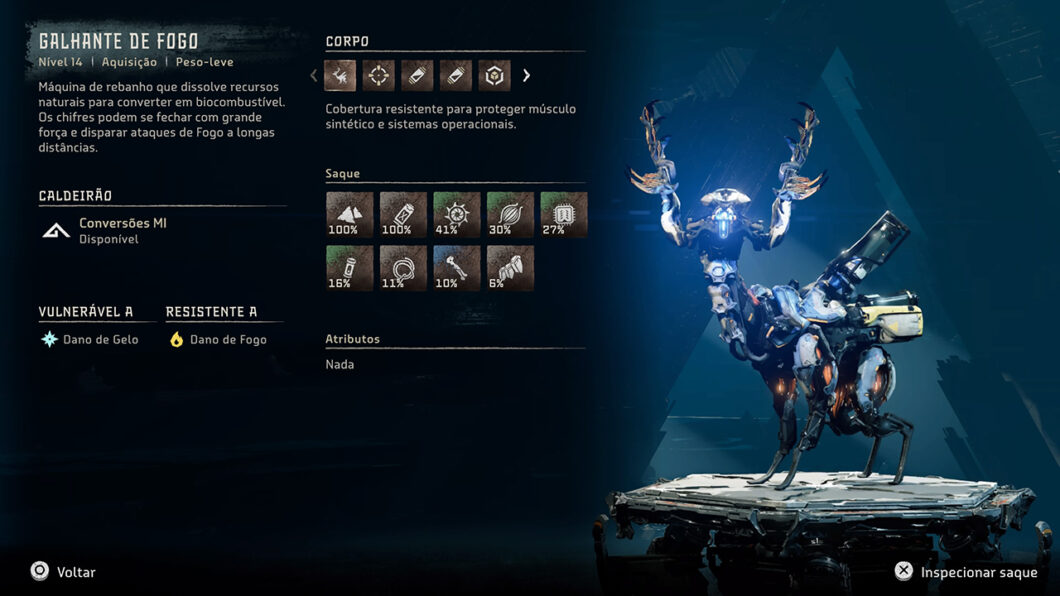 GALHANTE DE FOGO
Nível 14 | Aquisição | Peso-leve
Máquina de rebanho que dissolve recursos
naturais para converter em biocombustível.
Os chifres podem se fechar com grande
força e disparar ataques de Fogo a longas
distâncias.
CALDEIRÃO
Conversões MI
Disponível
VULNERÁVEL A
RESISTENTE A
Dano de Gelo
Dano de Fogo
CORPO
Cobertura resistente para proteger músculo
sintético e sistemas operacionais.
Saque
100% 100% 41% 30% 27%
16% 11% 10% 6%
Atributos
Nada
Voltar
Inspecionar saque